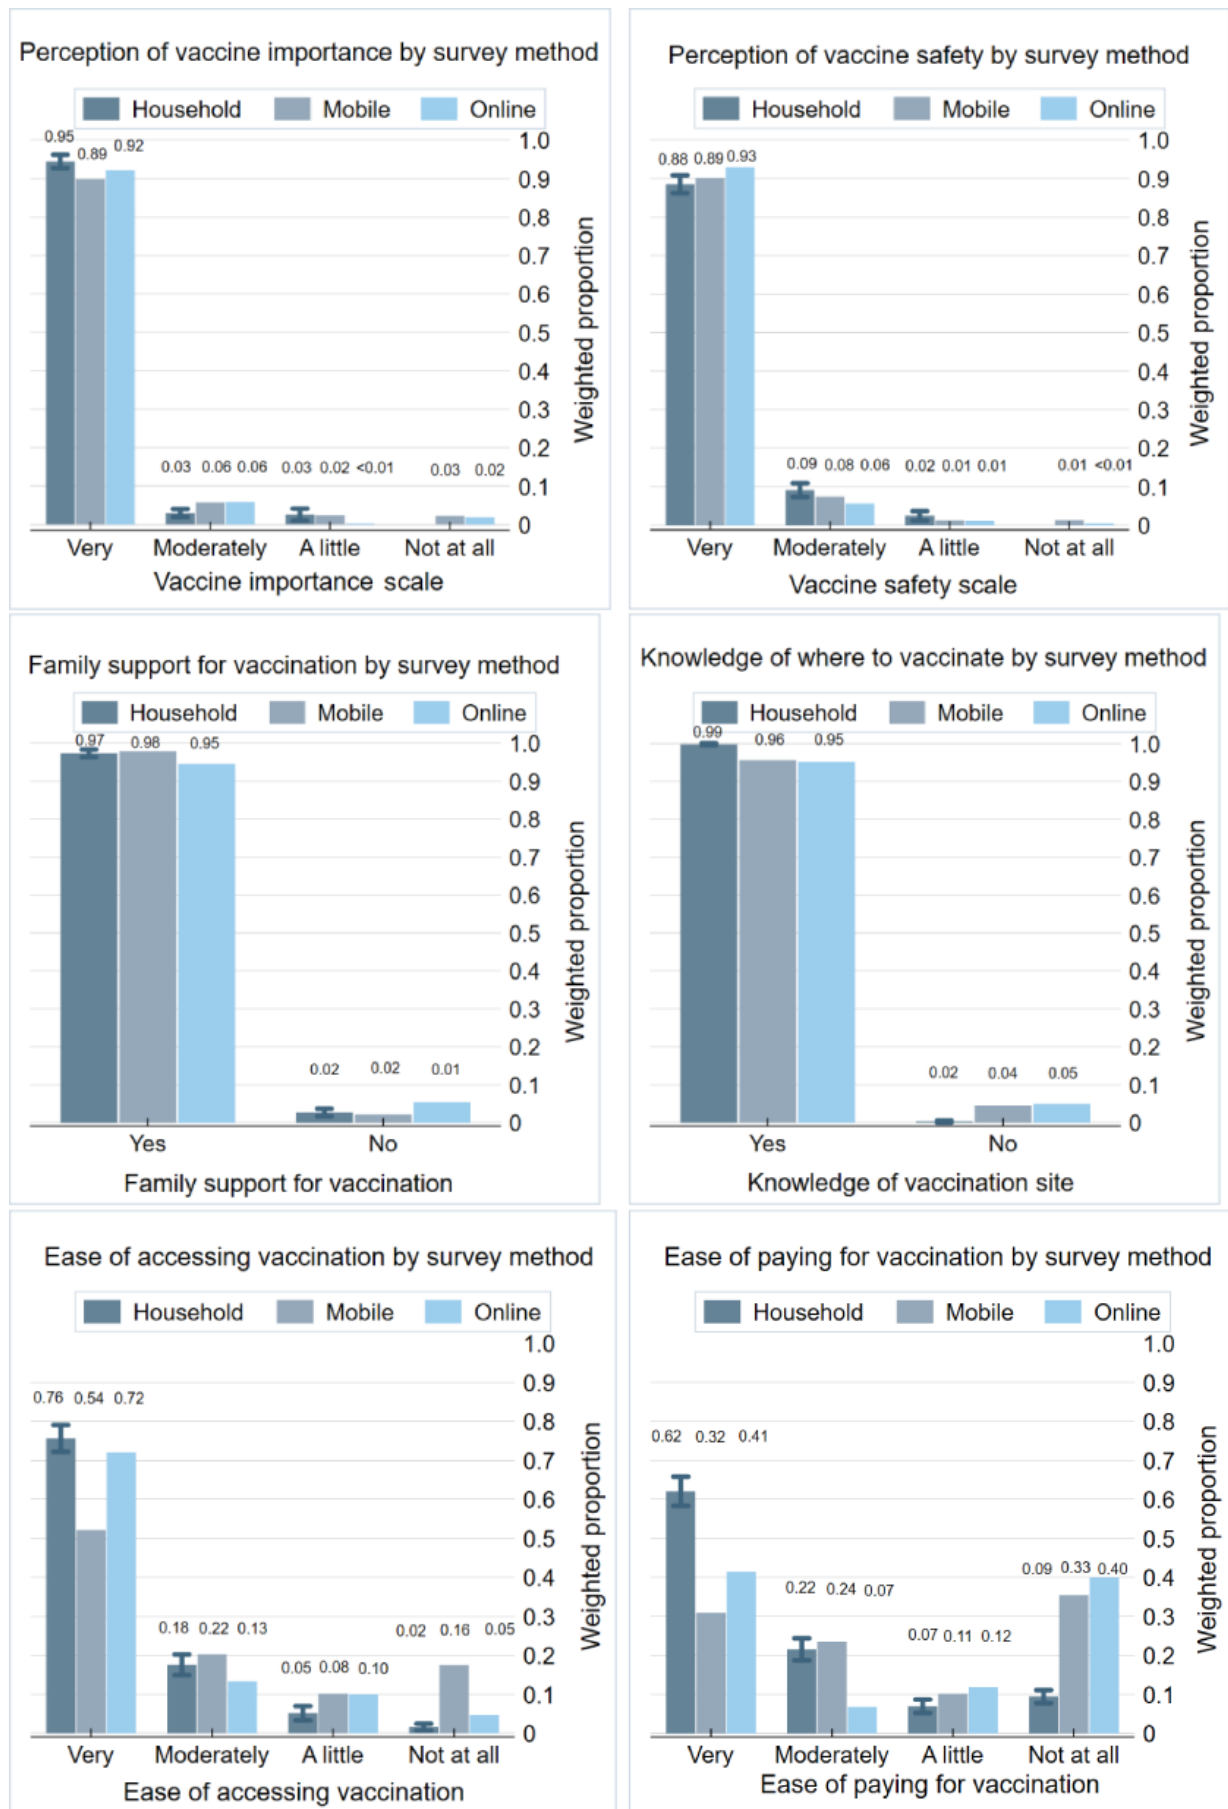 Perception of vaccine importance by survey method
Household Mobile Online
0.95 0.89 0.92
1.0
0.9
0.8
0.7
0.6
0.5
0.4
0.3
0.2
0.1
0
Weighted proportion
0.03 0.06 0.06 0.03 0.02 <0.01 0.03 0.02
Very Moderately A little Not at all
Vaccine importance scale
Perception of vaccine safety by survey method
Household Mobile Online
0.88 0.89 0.93
1.0
0.9
0.8
0.7
0.6
0.5
0.4
0.3
0.2
0.1
0
Weighted proportion
0.09 0.08 0.06 0.02 0.01 0.01 0.01 <0.01
Very Moderately A little Not at all
Vaccine safety scale
Family support for vaccination by survey method
Household Mobile Online
0.97 0.98 0.95
1.0
0.9
0.8
0.7
0.6
0.5
0.4
0.3
0.2
0.1
0
Weighted proportion
0.02 0.02 0.01
Yes No
Family support for vaccination
Knowledge of where to vaccinate by survey method
Household Mobile Online
0.99 0.96 0.95
1.0
0.9
0.8
0.7
0.6
0.5
0.4
0.3
0.2
0.1
0
Weighted proportion
0.02 0.04 0.05
Yes No
Knowledge of vaccination site
Ease of accessing vaccination by survey method
Household Mobile Online
1.0
0.9
0.8
0.7
0.6
0.5
0.4
0.3
0.2
0.1
0
Weighted proportion
0.76 0.54 0.72
0.18 0.22 0.13 0.05 0.08 0.10 0.02 0.16 0.05
Very Moderately A little Not at all
Ease of accessing vaccination
Ease of paying for vaccination by survey method
Household Mobile Online
1.0
0.9
0.8
0.7
0.6
0.5
0.4
0.3
0.2
0.1
0
Weighted proportion
0.62 0.32 0.41
0.22 0.24 0.07 0.07 0.11 0.12 0.09 0.33 0.40
Very Moderately A little Not at all
Ease of paying for vaccination